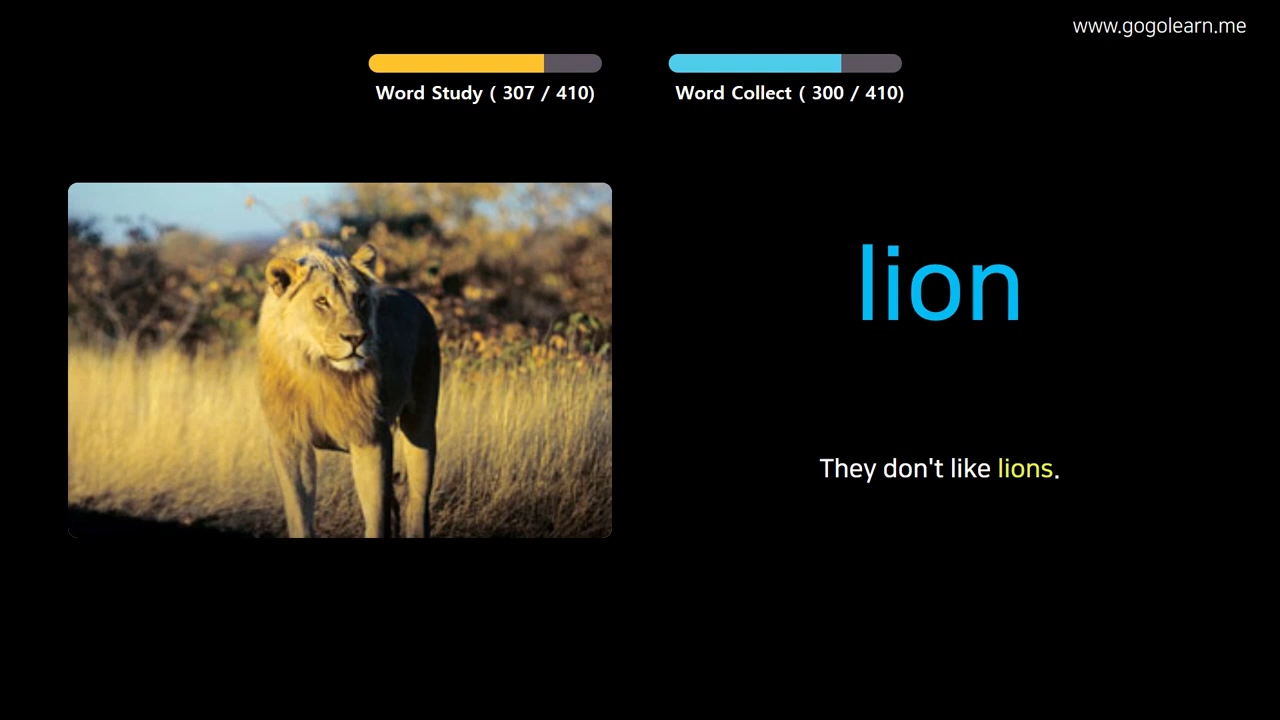 www.gogolearn.me
Word Study ( 307 / 410)
Word Collect ( 300 / 410)
lion
They don't like lions.